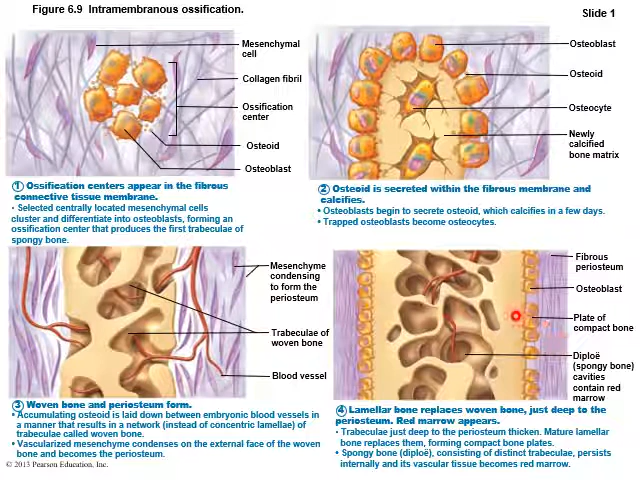 Figure 6.9  Intramembranous ossification.
Slide 1
Mesenchymal
cell
Collagen fibril
Ossification
center
Osteoid
Osteoblast
Osteoblast
Osteoid
Osteocyte
Newly
calcified
bone matrix
① Ossification centers appear in the fibrous
connective tissue membrane.
• Selected centrally located mesenchymal cells
cluster and differentiate into osteoblasts, forming an
ossification center that produces the first trabeculae of
spongy bone.
② Osteoid is secreted within the fibrous membrane and
calcifies.
• Osteoblasts begin to secrete osteoid, which calcifies in a few days.
• Trapped osteoblasts become osteocytes.
Mesenchyme
condensing
to form the
periosteum
Trabeculae of
woven bone
Blood vessel
Fibrous
periosteum
Osteoblast
Plate of
compact bone
Diploë
(spongy bone)
cavities
contain red
marrow
③ Woven bone and periosteum form.
• Accumulating osteoid is laid down between embryonic blood vessels in
a manner that results in a network (instead of concentric lamellae) of
trabeculae called woven bone.
• Vascularized mesenchyme condenses on the external face of the woven
bone and becomes the periosteum.
④ Lamellar bone replaces woven bone, just deep to the
periosteum. Red marrow appears.
• Trabeculae just deep to the periosteum thicken. Mature lamellar
bone replaces them, forming compact bone plates.
• Spongy bone (diploë), consisting of distinct trabeculae, persists
internally and its vascular tissue becomes red marrow.
© 2013 Pearson Education, Inc.